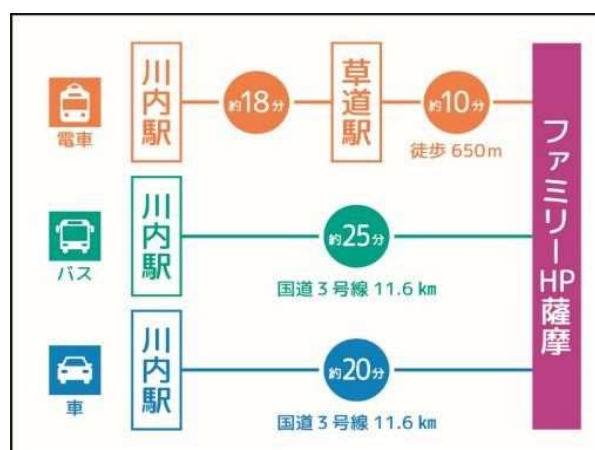 電車
川内駅
約18分
草道駅
約10分
徒歩 650m
バス
川内駅
約25分
国道3号線 11.6 km
車
川内駅
約20分
国道3号線 11.6 km
ファミリーHP薩摩